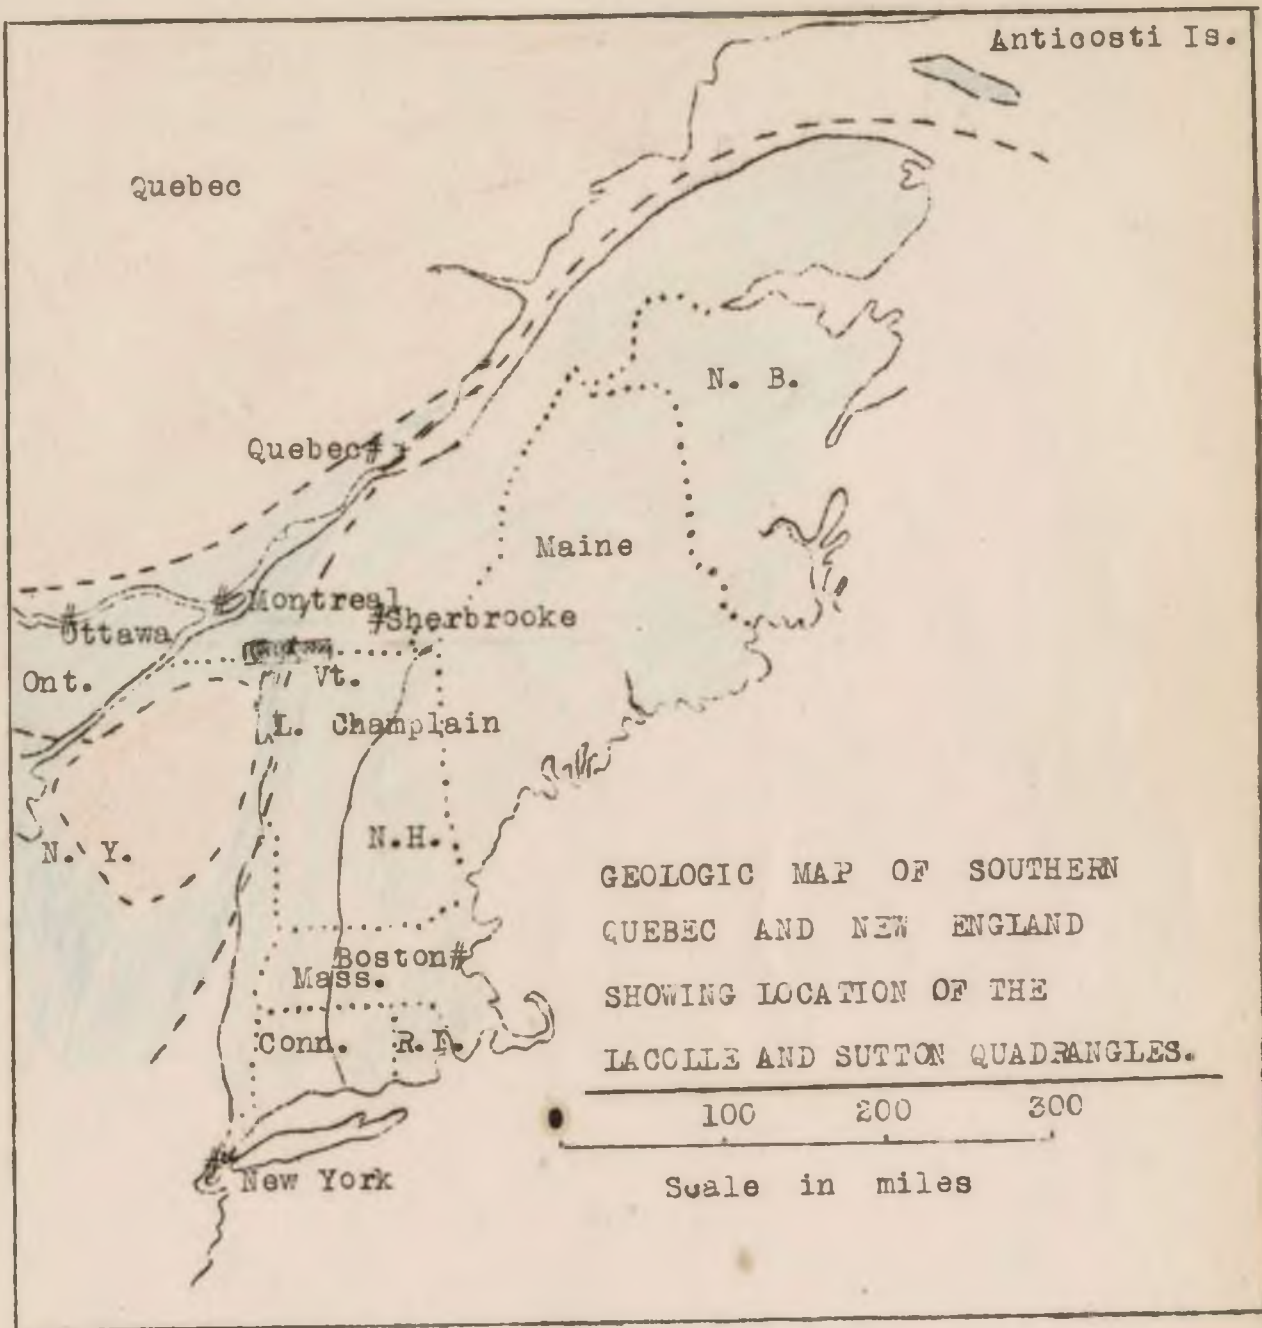 Anticosti Is.
Quebec
N. B.
Quebec#
Maine
#Montreal
#Sherbrooke
#
Ottawa
Ont.
Vt.
L. Champlain
N. Y.
N.H.
GEOLOGIC MAP OF SOUTHERN
QUEBEC AND NEW ENGLAND
SHOWING LOCATION OF THE
LACOLLE AND SUTTON QUADRANGLES.
Boston#
Mass.
Conn.
R.I.
100 200 300
Scale in miles
#
New York